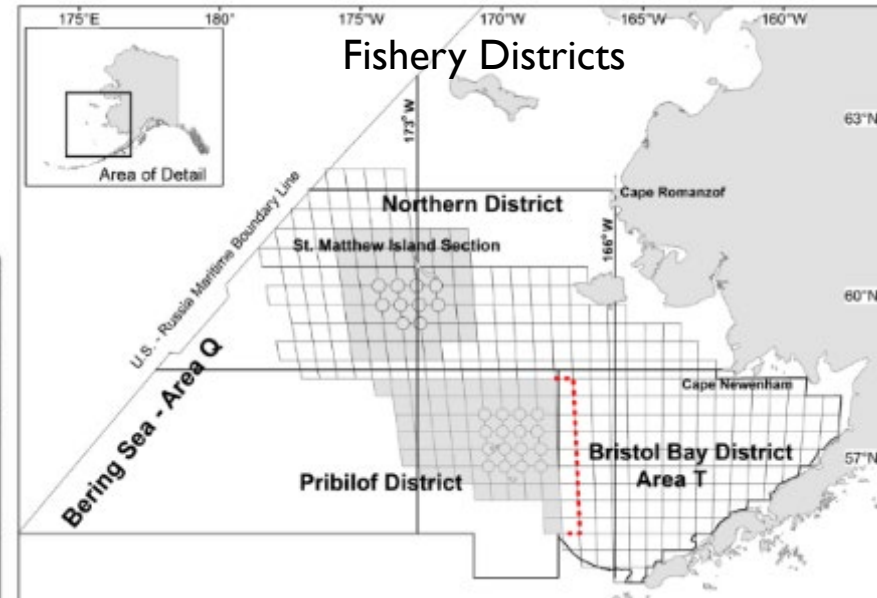 175°E 180° 175°W 170°W 165°W 160°W
Fishery Districts
63°N
173° W
Area of Detail
Cape Romanzof
Northern District
U.S. - Russia Maritime Boundary Line
St. Matthew Island Section
166° W
60°N
Bering Sea - Area Q
Cape Newenham
Bristol Bay District
Area T
57°N
Pribilof District